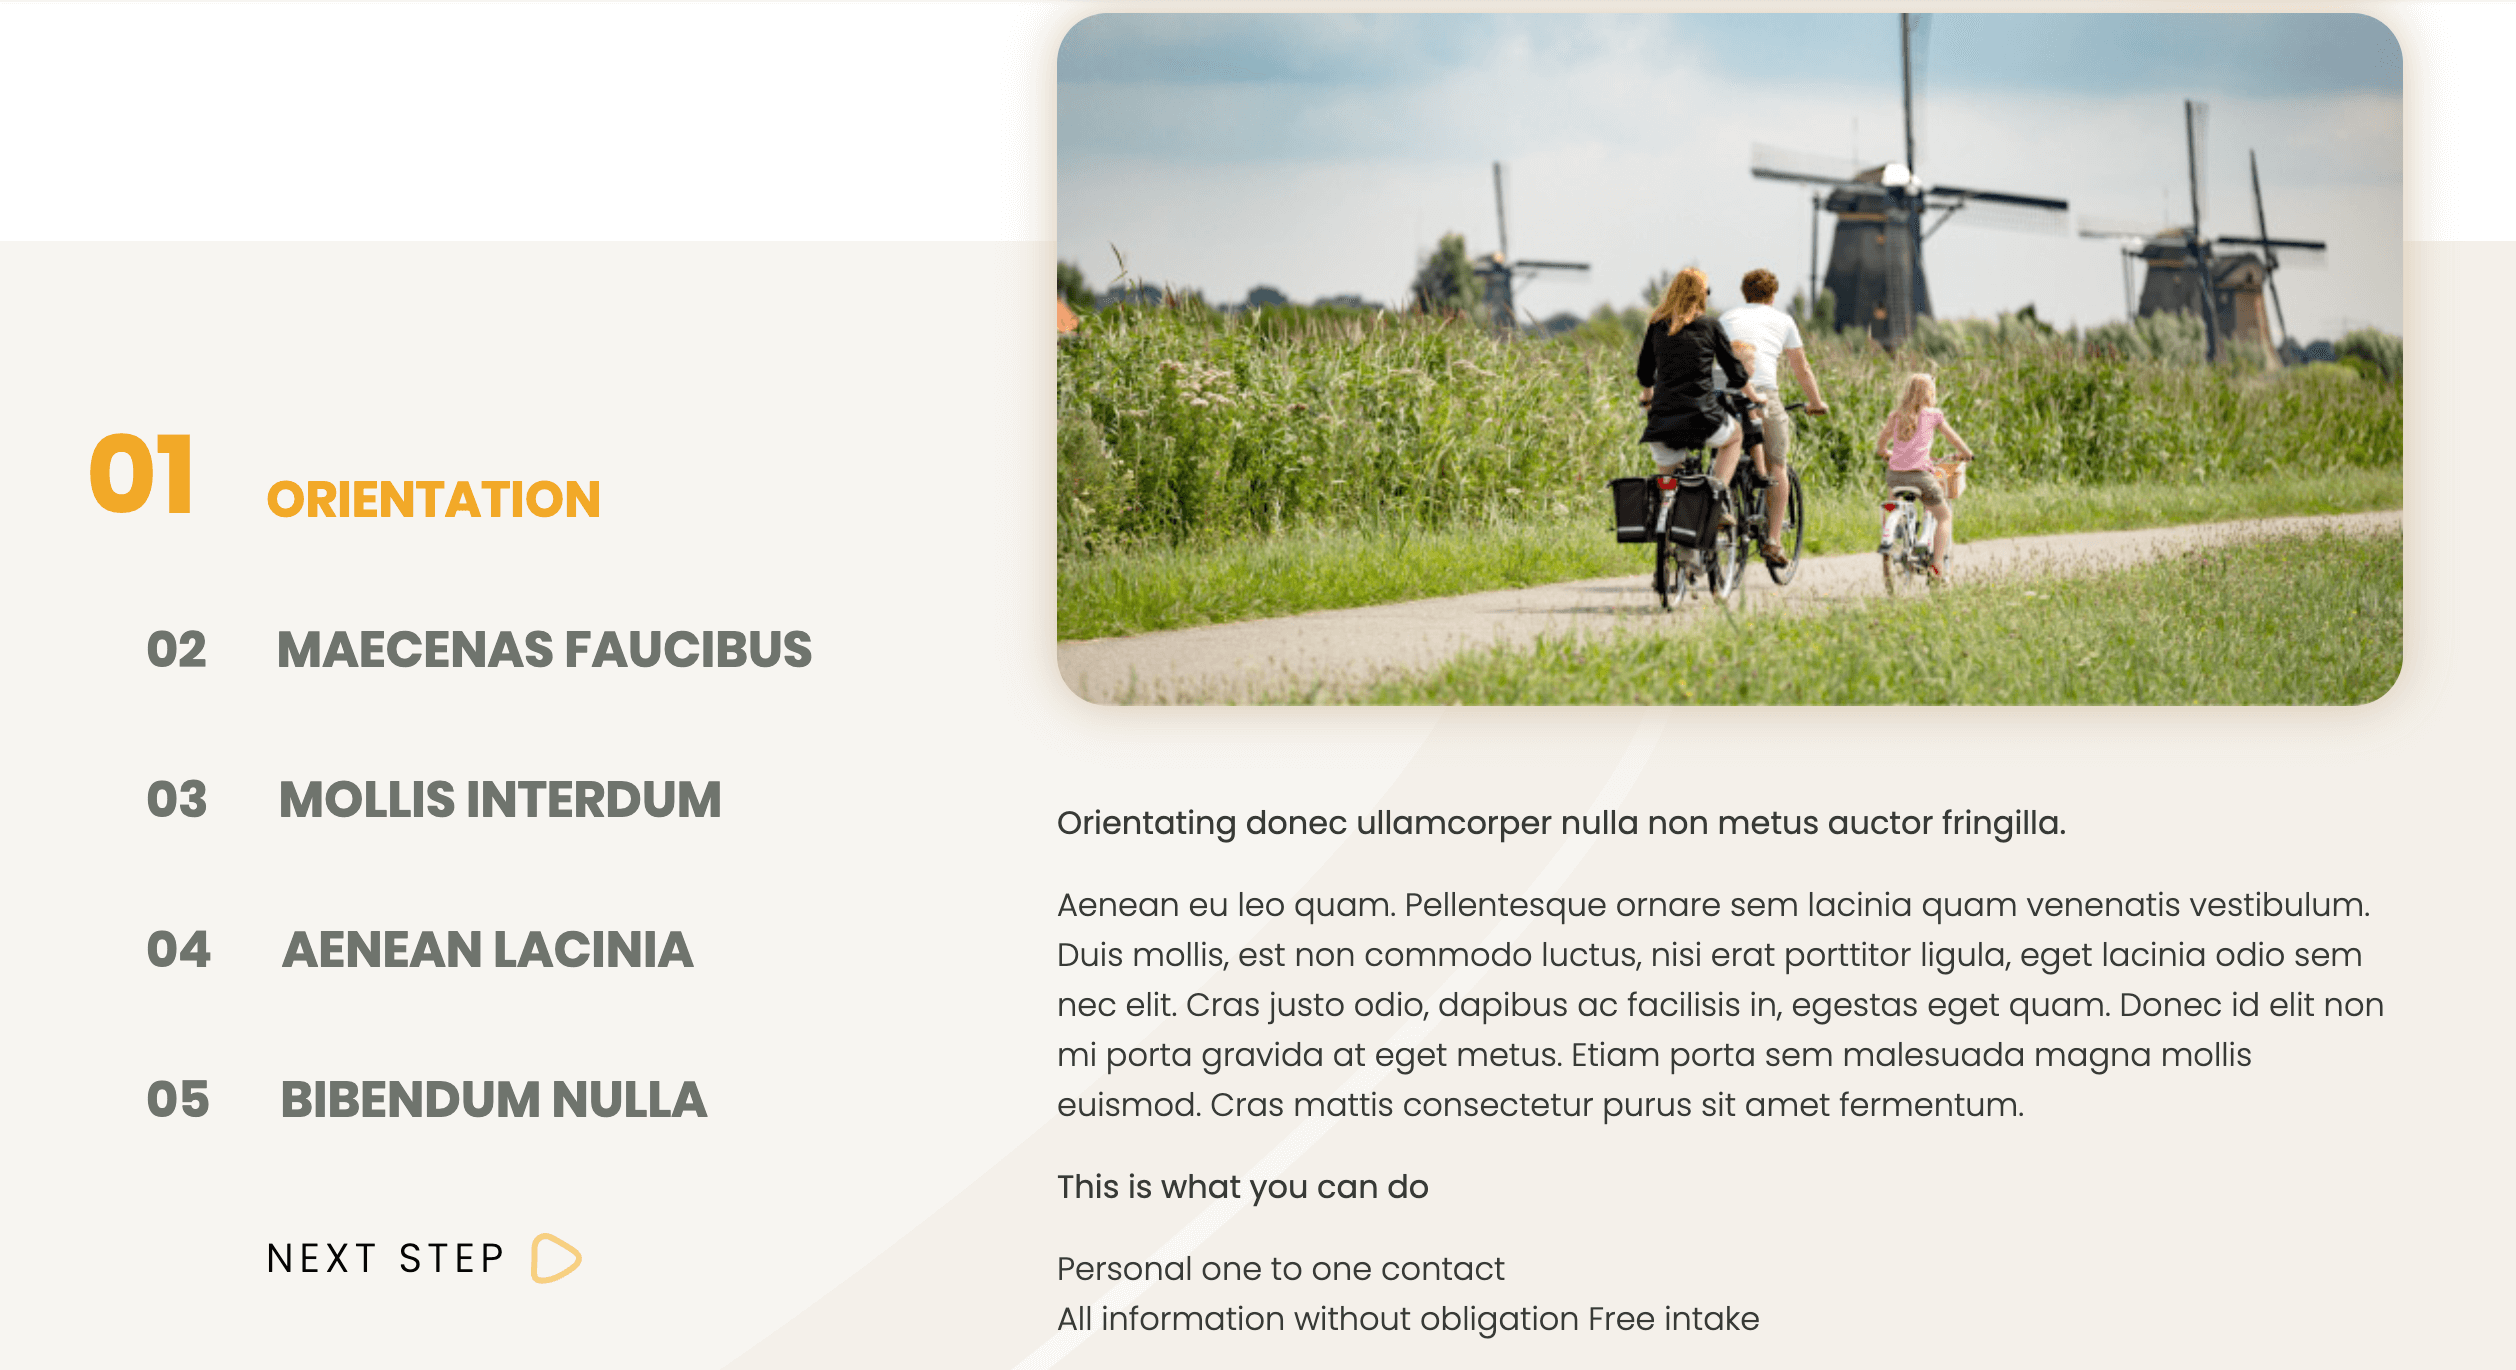 01 ORIENTATION
02 MAECENAS FAUCIBUS
03 MOLLIS INTERDUM
04 AENEAN LACINIA
05 BIBENDUM NULLA
NEXT STEP
Orientating donec ullamcorper nulla non metus auctor fringilla.
Aenean eu leo quam. Pellentesque ornare sem lacinia quam venenatis vestibulum.
Duis mollis, est non commodo luctus, nisi erat porttitor ligula, eget lacinia odio sem
nec elit. Cras justo odio, dapibus ac facilisis in, egestas eget quam. Donec id elit non
mi porta gravida at eget metus. Etiam porta sem malesuada magna mollis
euismod. Cras mattis consectetur purus sit amet fermentum.
This is what you can do
Personal one to one contact
All information without obligation Free intake